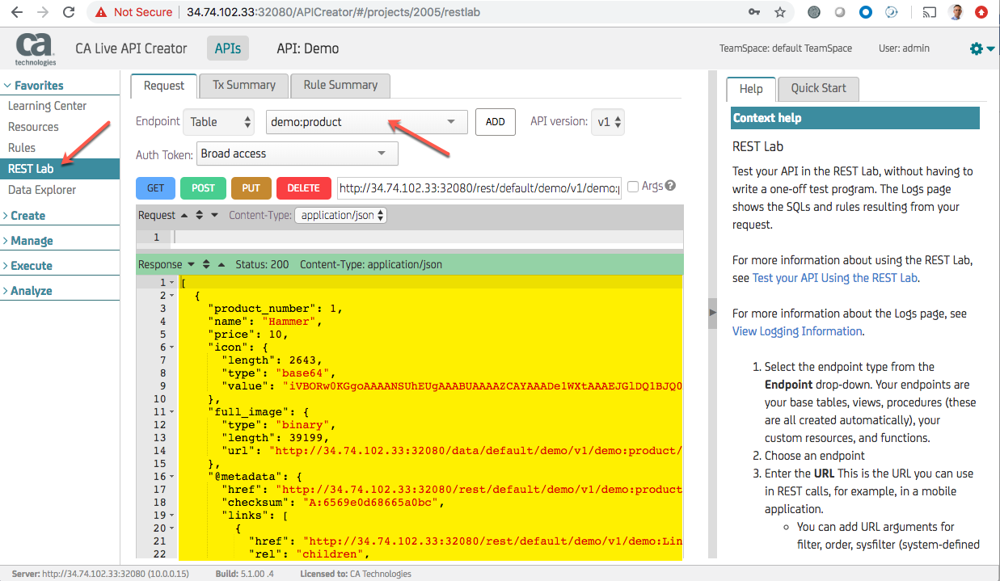 Not Secure | 34.74.102.33:32080/APICreator/#/projects/2005/restlab
ca technologies
CA Live API Creator APIs API: Demo TeamSpace: default TeamSpace User: admin
Favorites
Learning Center
Resources
Rules
REST Lab
Data Explorer
Create
Manage
Execute
Analyze
Request Tx Summary Rule Summary
Endpoint Table demo:product ADD API version: v1
Auth Token: Broad access
GET POST PUT DELETE http://34.74.102.33:32080/rest/default/demo/v1/demo:p Args ?
Request Content-Type: application/json
1
Response Status: 200 Content-Type: application/json
1 [
2 {
3 "product_number": 1,
4 "name": "Hammer",
5 "price": 10,
6 "icon": {
7 "length": 2643,
8 "type": "base64",
9 "value": "iVBORw0KGgoAAAANSUhEUgAAABUAAAAZCAYAAADe1WXtAAAEJGlDQ1BJQ0
10 },
11 "full_image": {
12 "type": "binary",
13 "length": 39199,
14 "url": "http://34.74.102.33:32080/data/default/demo/v1/demo:product/
15 },
16 "@metadata": {
17 "href": "http://34.74.102.33:32080/rest/default/demo/v1/demo:product
18 "checksum": "A:6569e0d68665a0bc",
19 "links": [
20 {
21 "href": "http://34.74.102.33:32080/rest/default/demo/v1/demo:Lin
22 "rel": "children",
Help Quick Start
Context help
REST Lab
Test your API in the REST Lab, without having to
write a one-off test program. The Logs page
shows the SQLs and rules resulting from your
request.
For more information about using the REST Lab,
see Test your API Using the REST Lab.
For more information about the Logs page, see
View Logging Information.
1. Select the endpoint type from the
Endpoint drop-down. Your endpoints are
your base tables, views, procedures (these
are all created automatically), your
custom resources, and functions.
2. Choose an endpoint
3. Enter the URL This is the URL you can use
in REST calls, for example, in a mobile
application.
You can add URL arguments for
filter, order, sysfilter (system-defined
Server: http://34.74.102.33:32080 (10.0.0.15) Build: 5.1.00 .4 Licensed to: CA Technologies